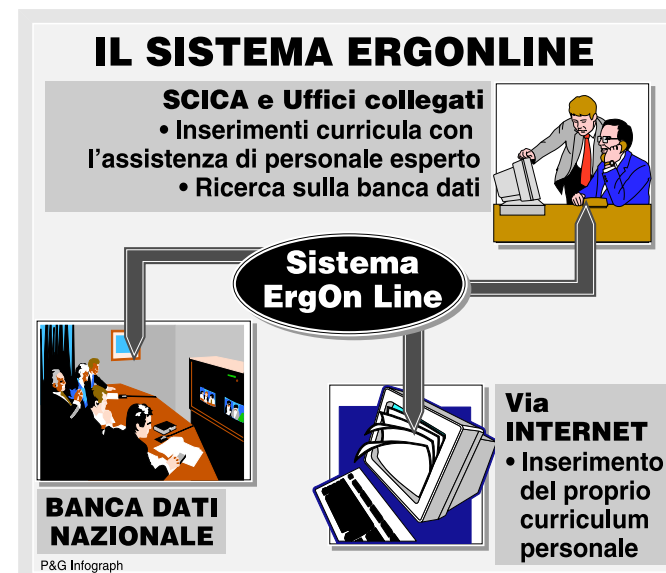 IL SISTEMA ERGONLINE
SCICA e Uffici collegati
• Inserimenti curricula con
l'assistenza di personale esperto
• Ricerca sulla banca dati
Sistema
ErgOn Line
BANCA DATI
NAZIONALE
Via
INTERNET
• Inserimento
del proprio
curriculum
personale
P&G Infograph